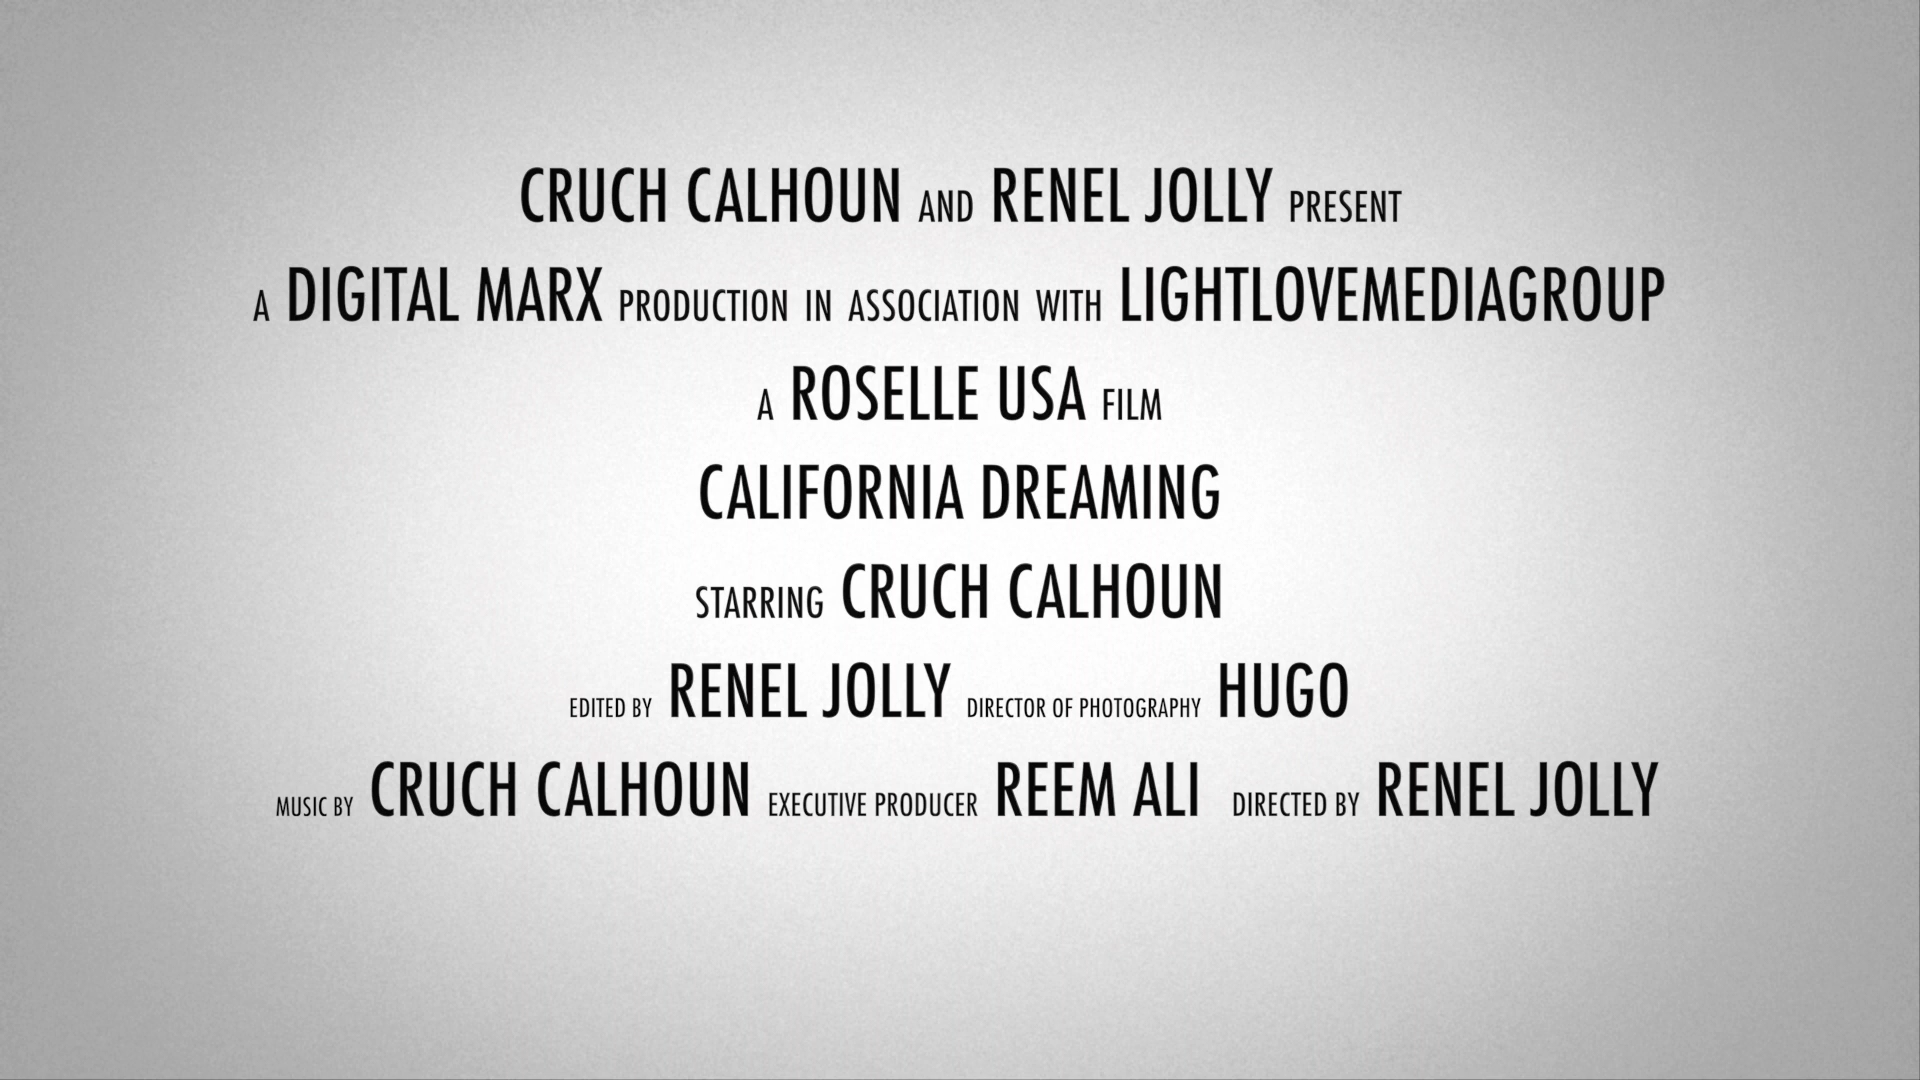 CRUCH CALHOUN AND RENEL JOLLY PRESENT
A DIGITAL MARX PRODUCTION IN ASSOCIATION WITH LIGHTLOVEMEDIAGROUP
A ROSELLE USA FILM
CALIFORNIA DREAMING
STARRING CRUCH CALHOUN
EDITED BY RENEL JOLLY DIRECTOR OF PHOTOGRAPHY HUGO
MUSIC BY CRUCH CALHOUN EXECUTIVE PRODUCER REEM ALI DIRECTED BY RENEL JOLLY